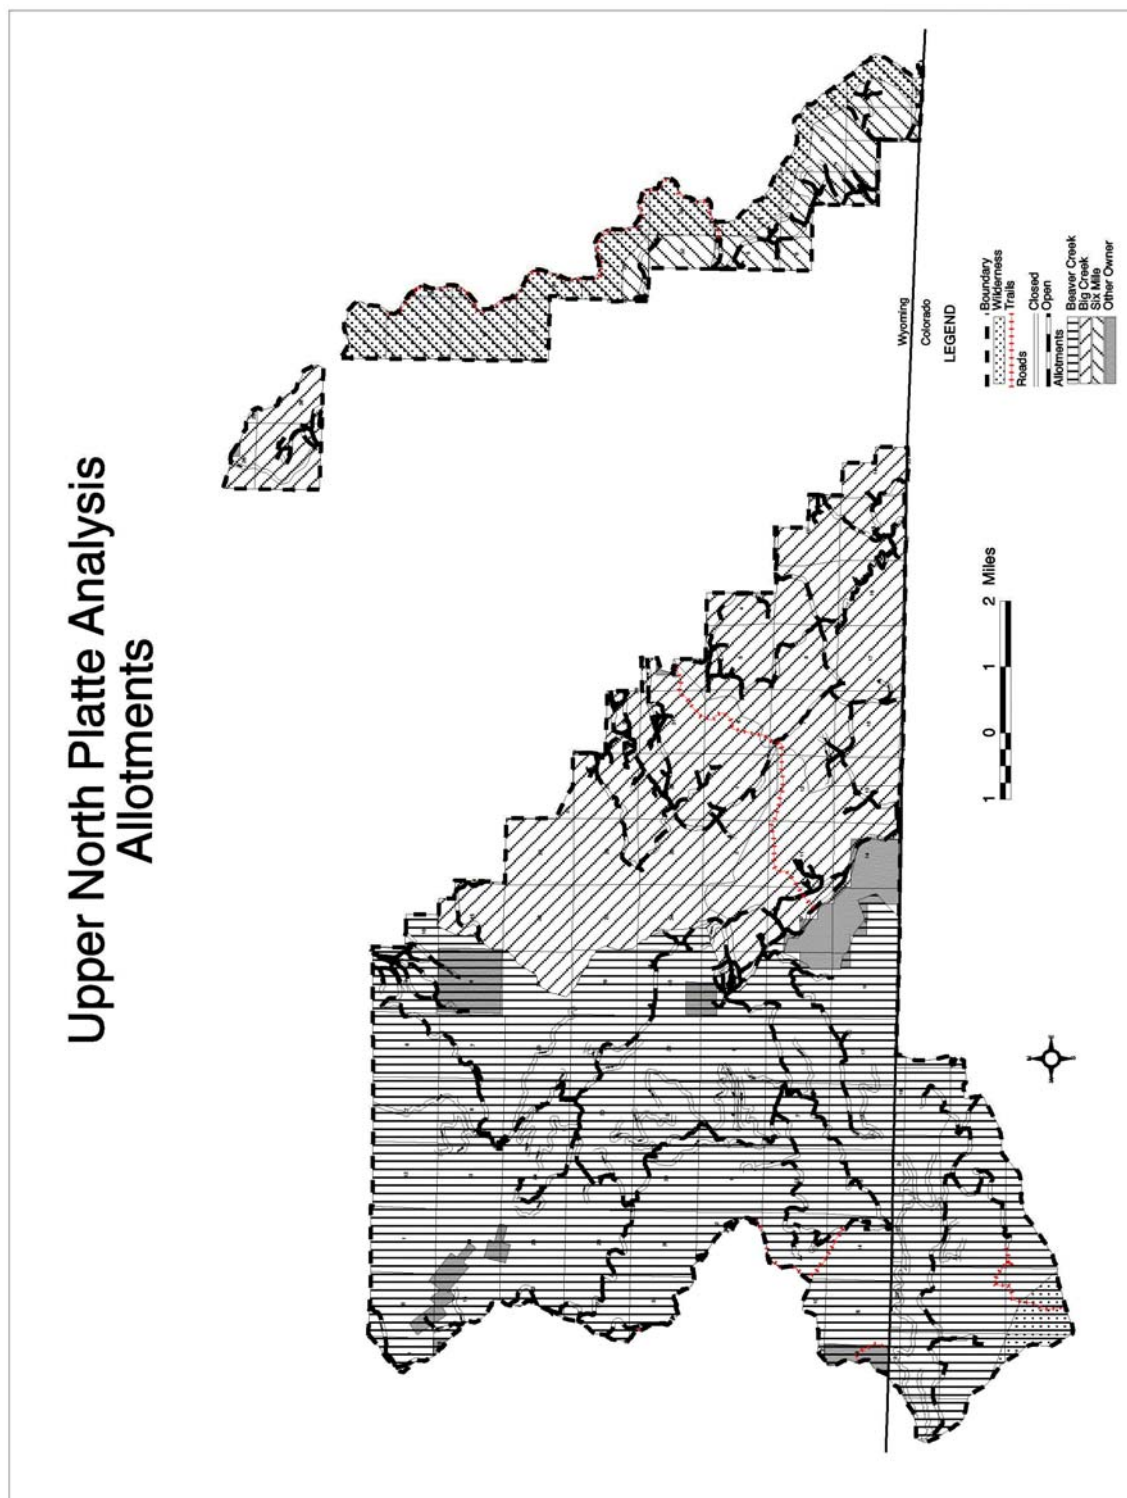 Upper North Platte Analysis
Allotments
Wyoming
Colorado
LEGEND
Boundary
Wilderness
Trails
Roads
Closed
Open
Allotments
Beaver Creek
Big Creek
Six Mile
Other Owner
1 0 1 2 Miles